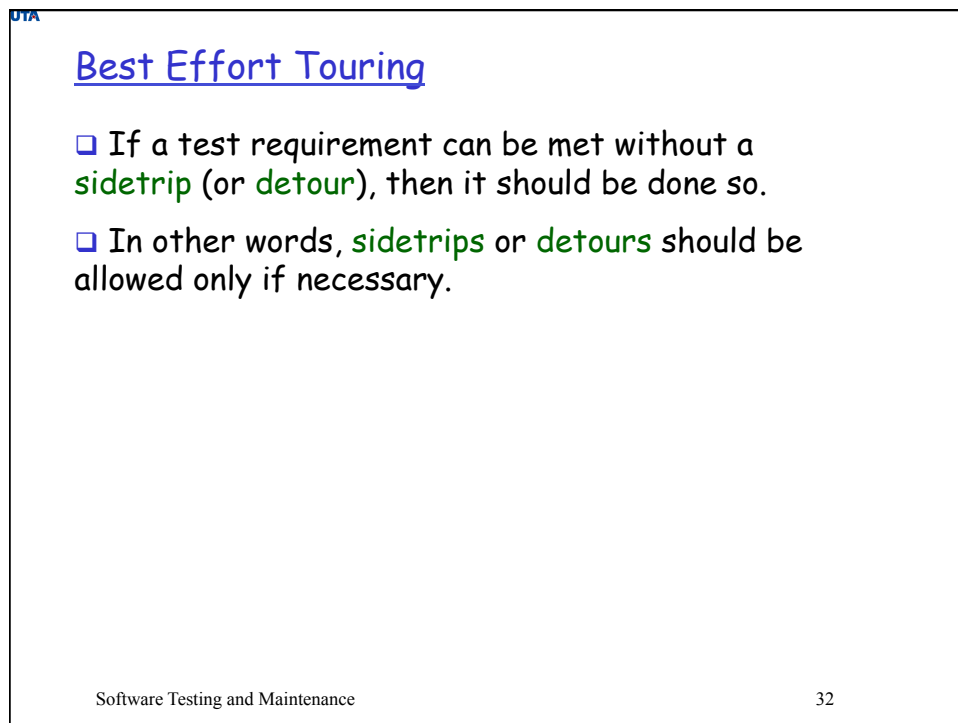 UTA
Best Effort Touring
❑ If a test requirement can be met without a
sidetrip (or detour), then it should be done so.
❑ In other words, sidetrips or detours should be
allowed only if necessary.
Software Testing and Maintenance 32